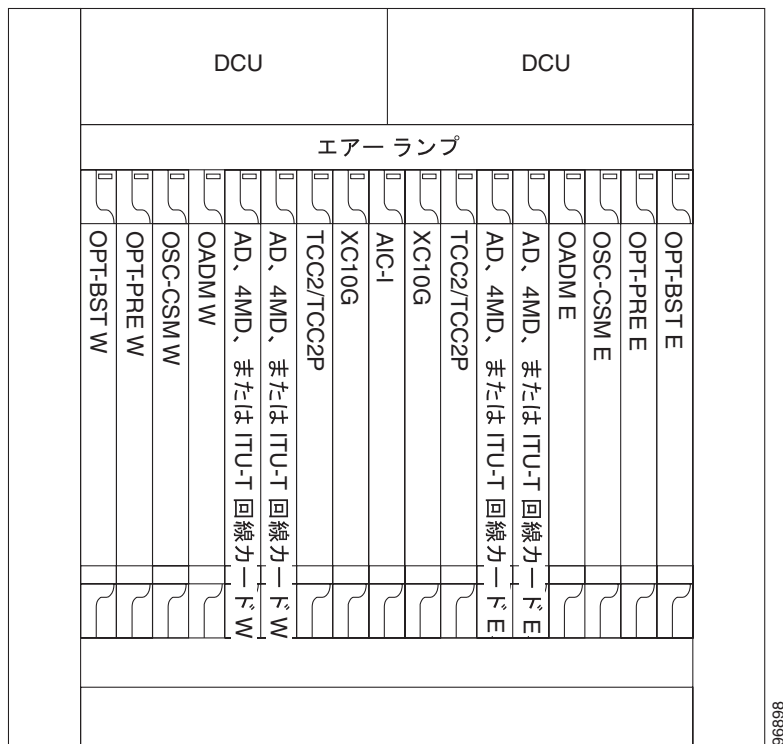 DCU
DCU
エアー ランプ
OPT-BST W
OPT-PRE W
OSC-CSM W
OADM W
AD、4MD、または ITU-T 回線カード W
AD、4MD、または ITU-T 回線カード W
TCC2/TCC2P
XC10G
AIC-I
XC10G
TCC2/TCC2P
AD、4MD、または ITU-T 回線カード E
AD、4MD、または ITU-T 回線カード E
OADM E
OSC-CSM E
OPT-PRE E
OPT-BST E
96898